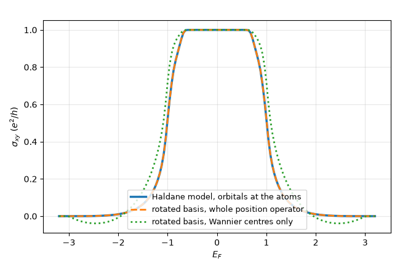 1.0
0.8
0.6
0.4
0.2
0.0
σxy (e²/h)
Haldane model, orbitals at the atoms
rotated basis, whole position operator
rotated basis, Wannier centres only
−3 −2 −1 0 1 2 3
E_F